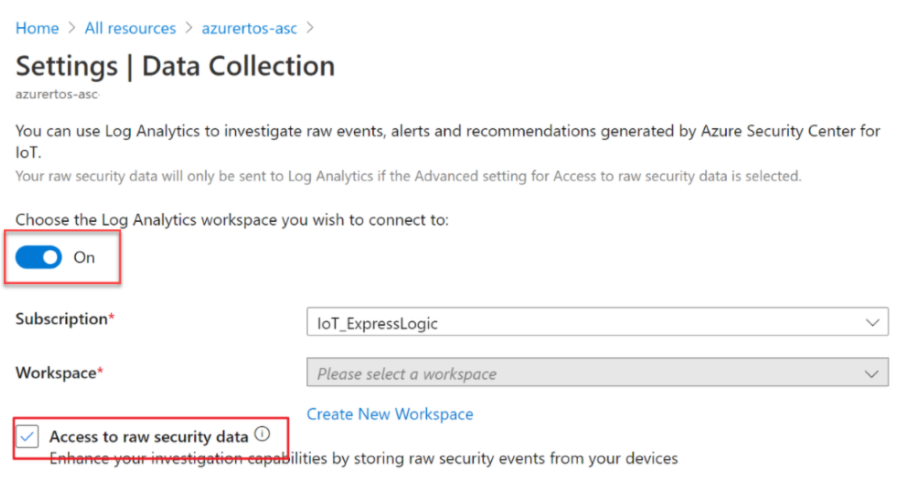 Home > All resources > azurertos-asc >
Settings | Data Collection
azurertos-asc
You can use Log Analytics to investigate raw events, alerts and recommendations generated by Azure Security Center for
IoT.
Your raw security data will only be sent to Log Analytics if the Advanced setting for Access to raw security data is selected.
Choose the Log Analytics workspace you wish to connect to:
On
Subscription* IoT_ExpressLogic
Workspace* Please select a workspace
Create New Workspace
Access to raw security data
Enhance your investigation capabilities by storing raw security events from your devices